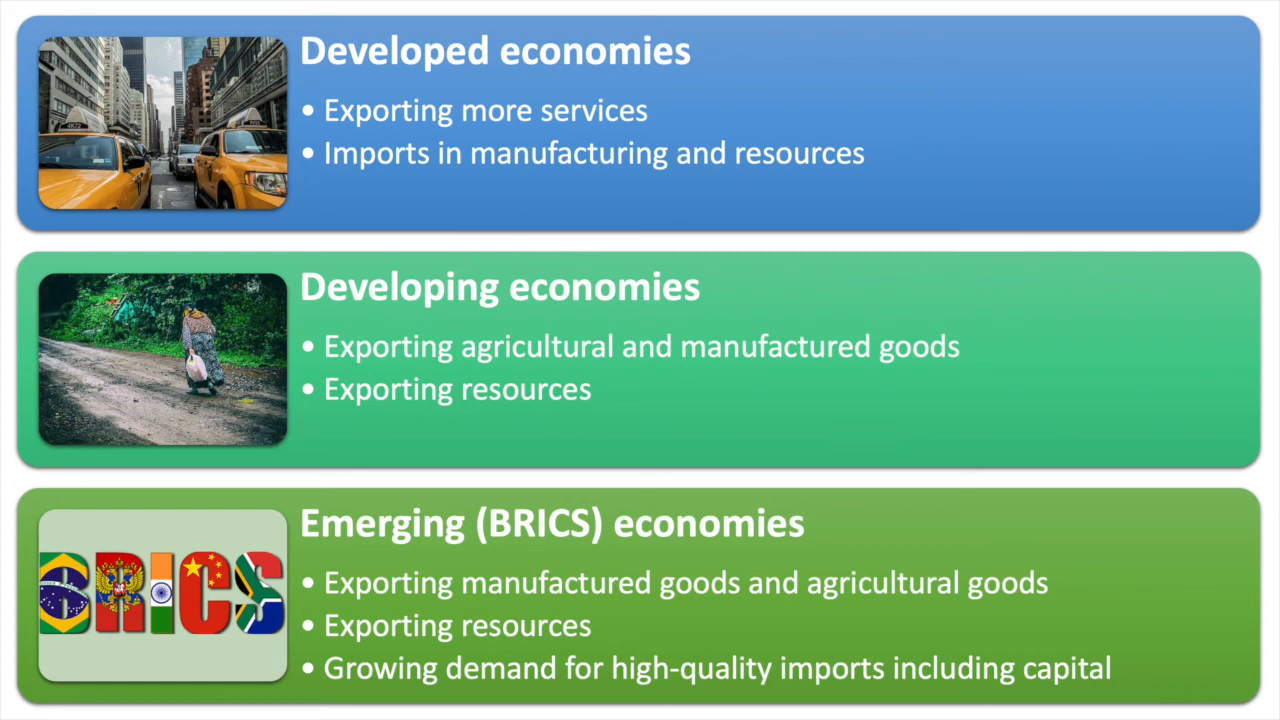 Developed economies
• Exporting more services
• Imports in manufacturing and resources
Developing economies
• Exporting agricultural and manufactured goods
• Exporting resources
BRICS
Emerging (BRICS) economies
• Exporting manufactured goods and agricultural goods
• Exporting resources
• Growing demand for high-quality imports including capital